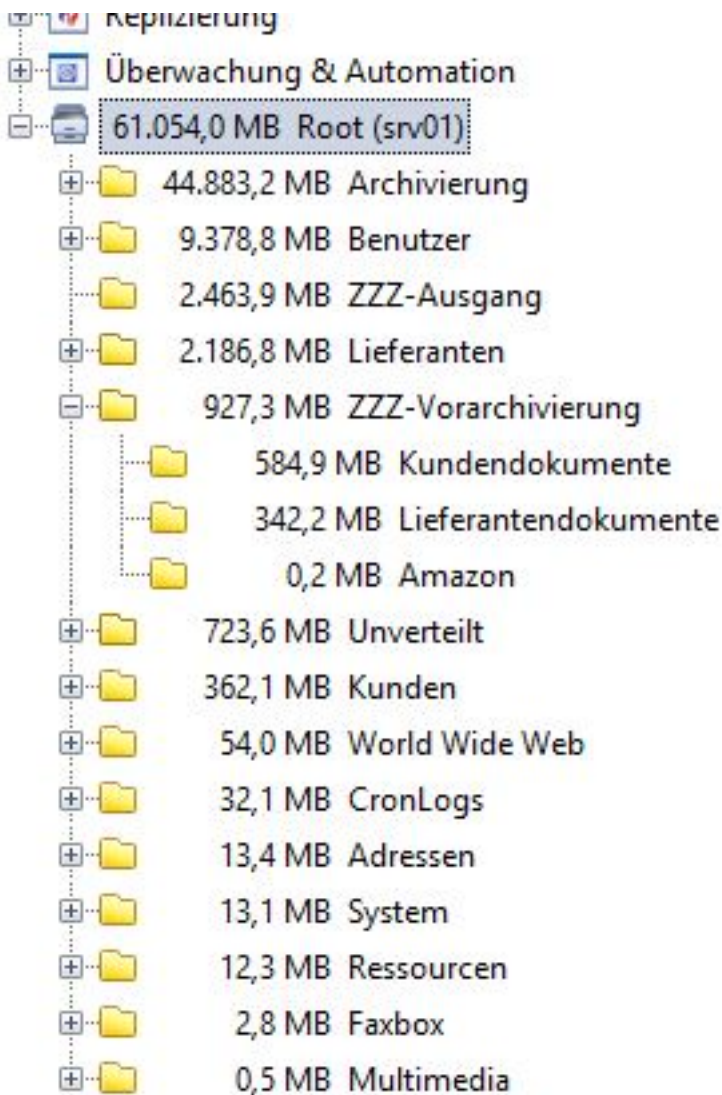 Replizierung
Überwachung & Automation
61.054,0 MB Root (srv01)
44.883,2 MB Archivierung
9.378,8 MB Benutzer
2.463,9 MB ZZZ-Ausgang
2.186,8 MB Lieferanten
927,3 MB ZZZ-Vorarchivierung
584,9 MB Kundendokumente
342,2 MB Lieferantendokumente
0,2 MB Amazon
723,6 MB Unverteilt
362,1 MB Kunden
54,0 MB World Wide Web
32,1 MB CronLogs
13,4 MB Adressen
13,1 MB System
12,3 MB Ressourcen
2,8 MB Faxbox
0,5 MB Multimedia